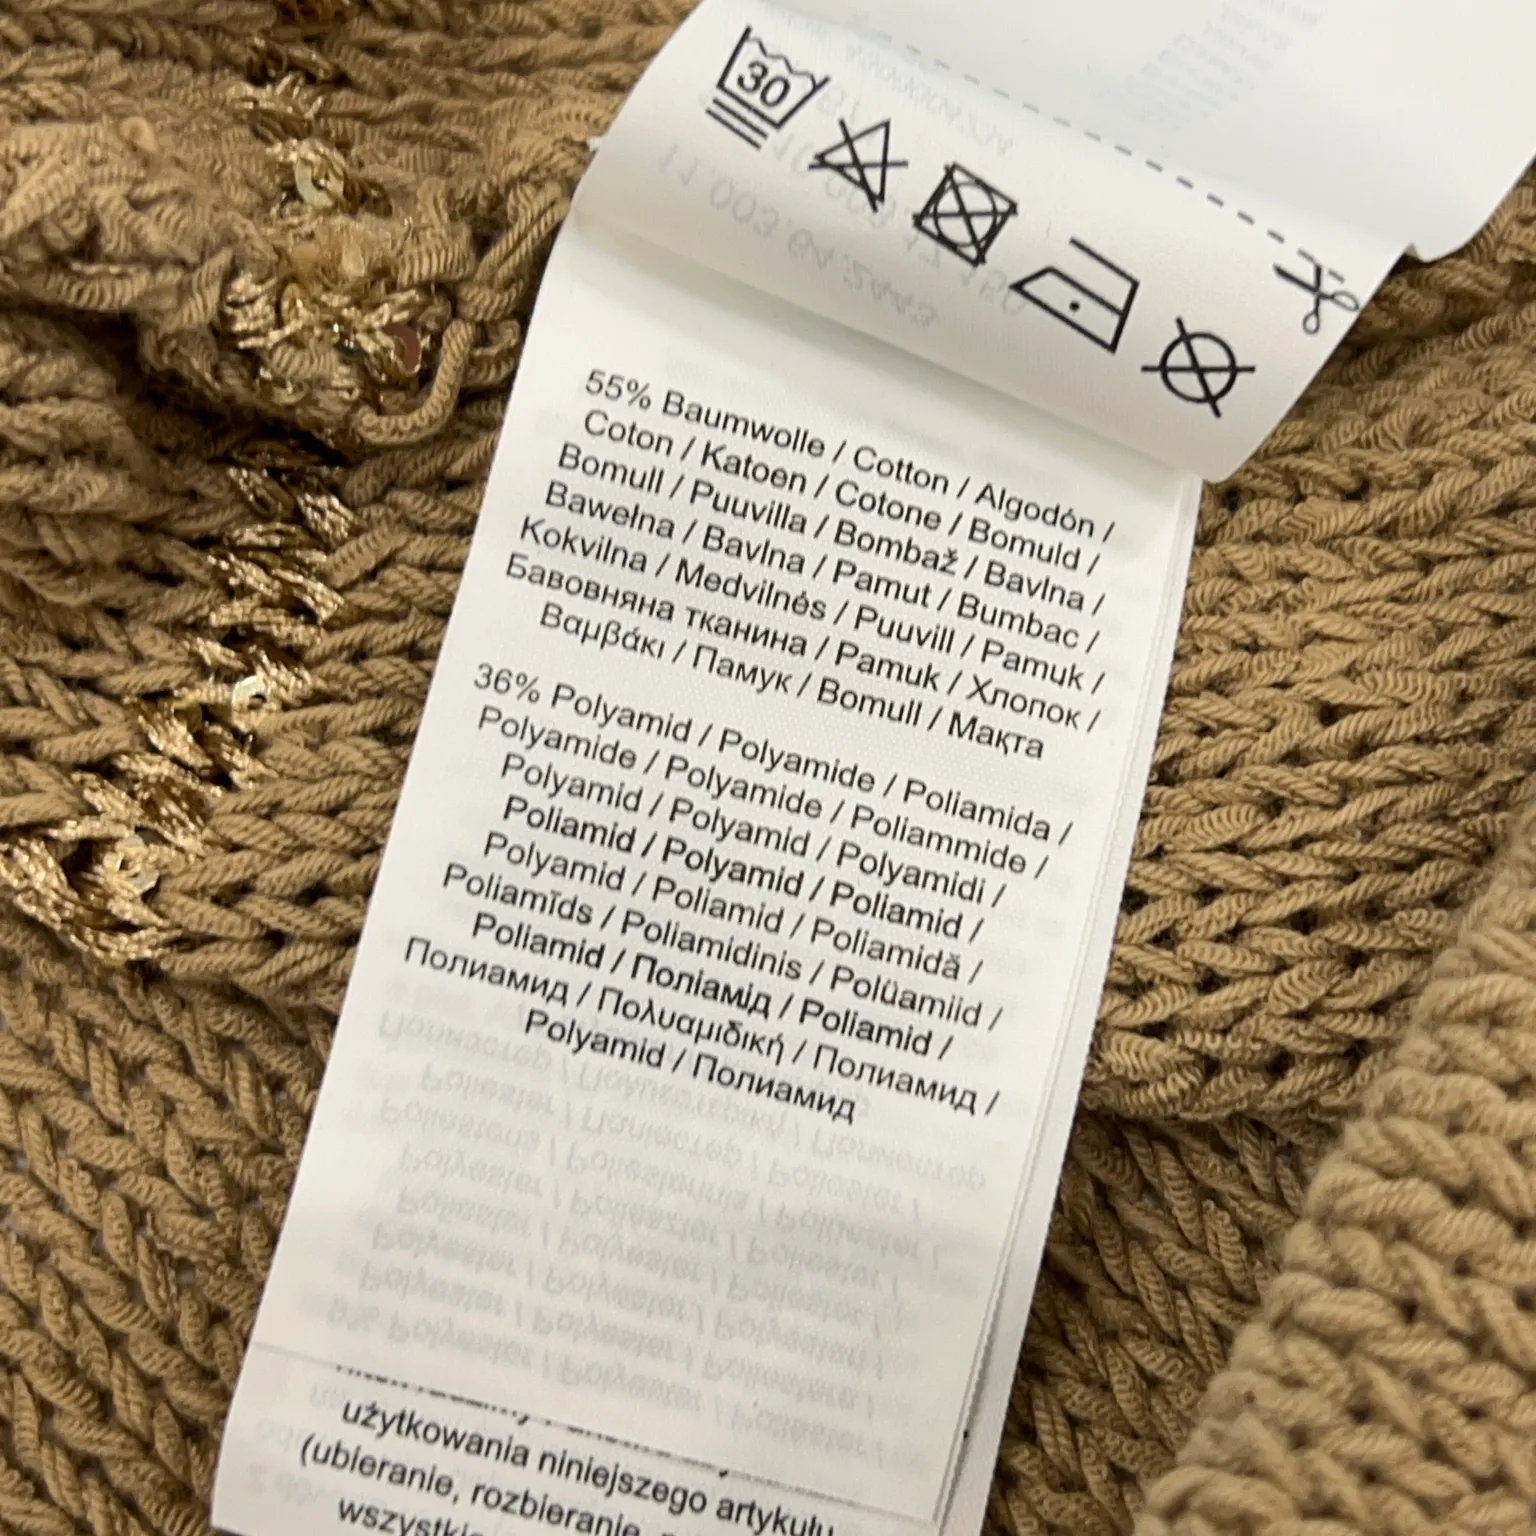 30
55% Baumwolle / Cotton / Algodón /
Coton / Katoen / Cotone / Bomuld /
Bomull / Puuvilla / Bombaž / Bavlna /
Bawełna / Bavlna / Pamut / Bumbac /
Kokvilna / Medvilnės / Puuvill / Pamuk /
Бавовняна тканина / Pamuk / Хлопок /
Βαμβάκι / Памук / Bomull / Мақта
36% Polyamid / Polyamide / Poliamida /
Polyamide / Polyamide / Poliammide /
Polyamid / Polyamid / Polyamidi /
Poliamid / Polyamid / Poliamid /
Polyamid / Poliamid / Poliamidă /
Poliamīds / Poliamidinis / Polüamiid /
Poliamid / Поліамід / Poliamid /
Полиамид / Πολυαμιδική / Полиамид /
Polyamid / Полиамид
użytkowania niniejszego artykułu
(ubieranie, rozbieranie,